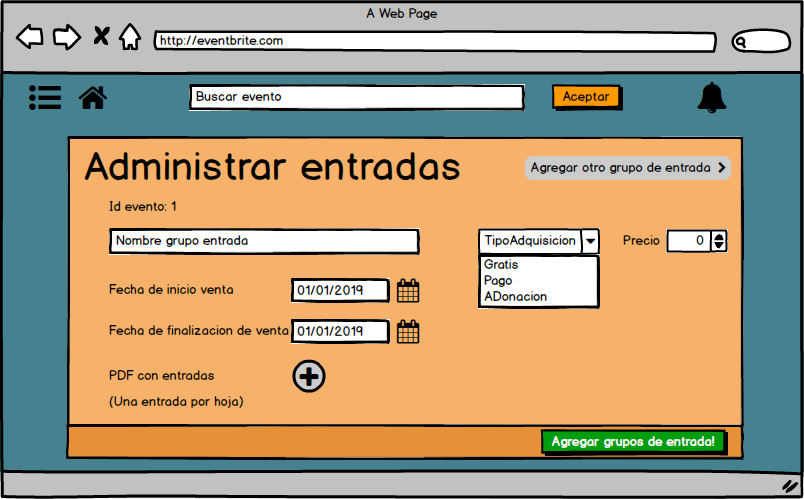 A Web Page
http://eventbrite.com
Buscar evento
Aceptar
Administrar entradas
Agregar otro grupo de entrada
Id evento: 1
Nombre grupo entrada
TipoAdquisicion
Precio
0
Gratis
Pago
ADonacion
Fecha de inicio venta
01/01/2019
Fecha de finalizacion de venta
01/01/2019
PDF con entradas
(Una entrada por hoja)
Agregar grupos de entrada!